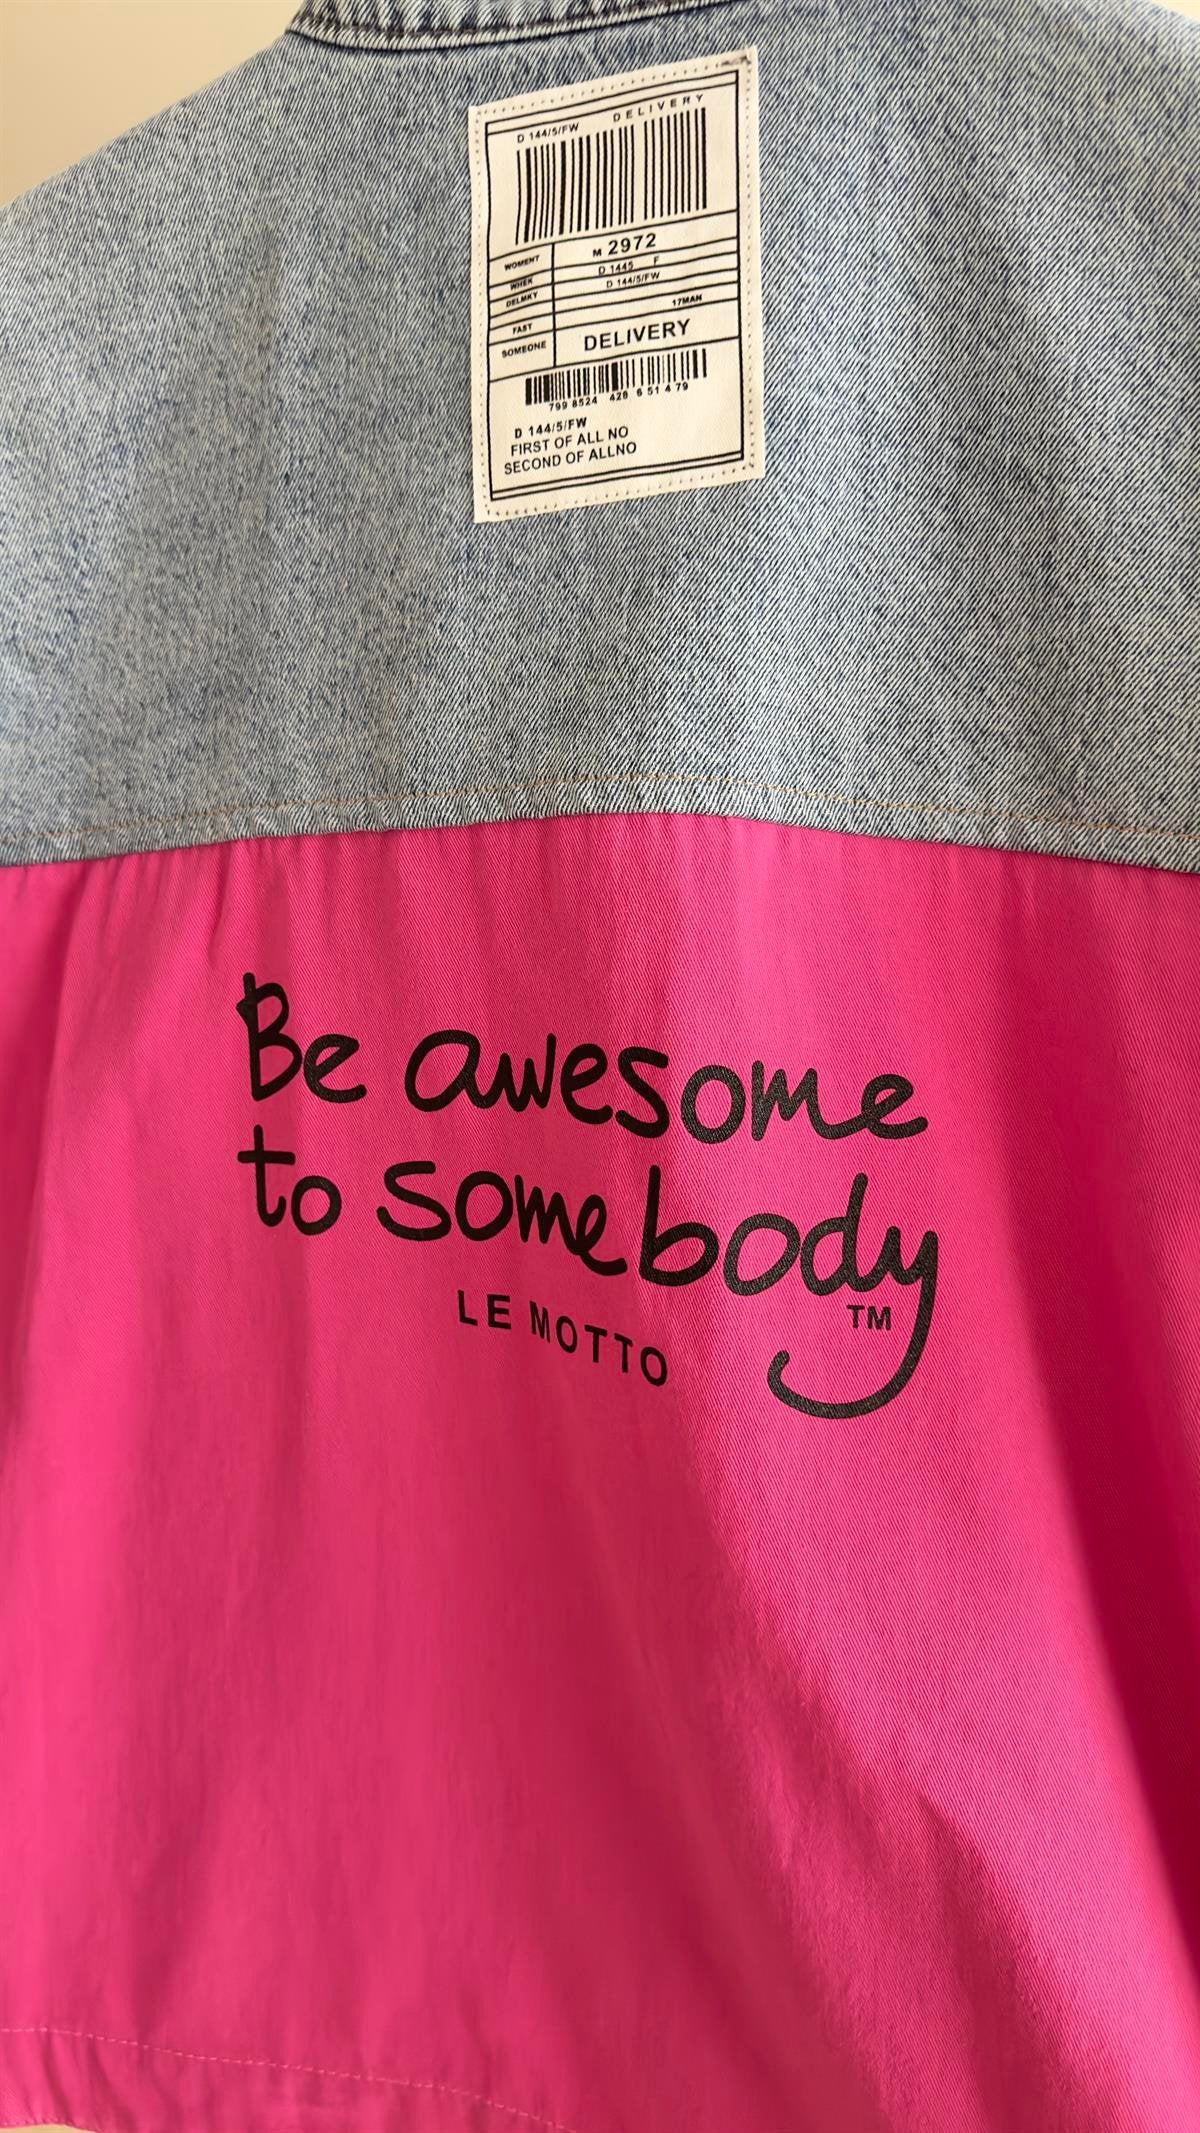 DELIVERY
D 144/5/FW
WOMENT M 2972
WHEK D 1445 F
DELMKY D 144/5/FW
17MAN
FAST
SOMEONE DELIVERY
799 8524 428 6 51 4 79
D 144/5/FW
FIRST OF ALL NO
SECOND OF ALLNO
Be awesome
to somebody
TM
LE MOTTO